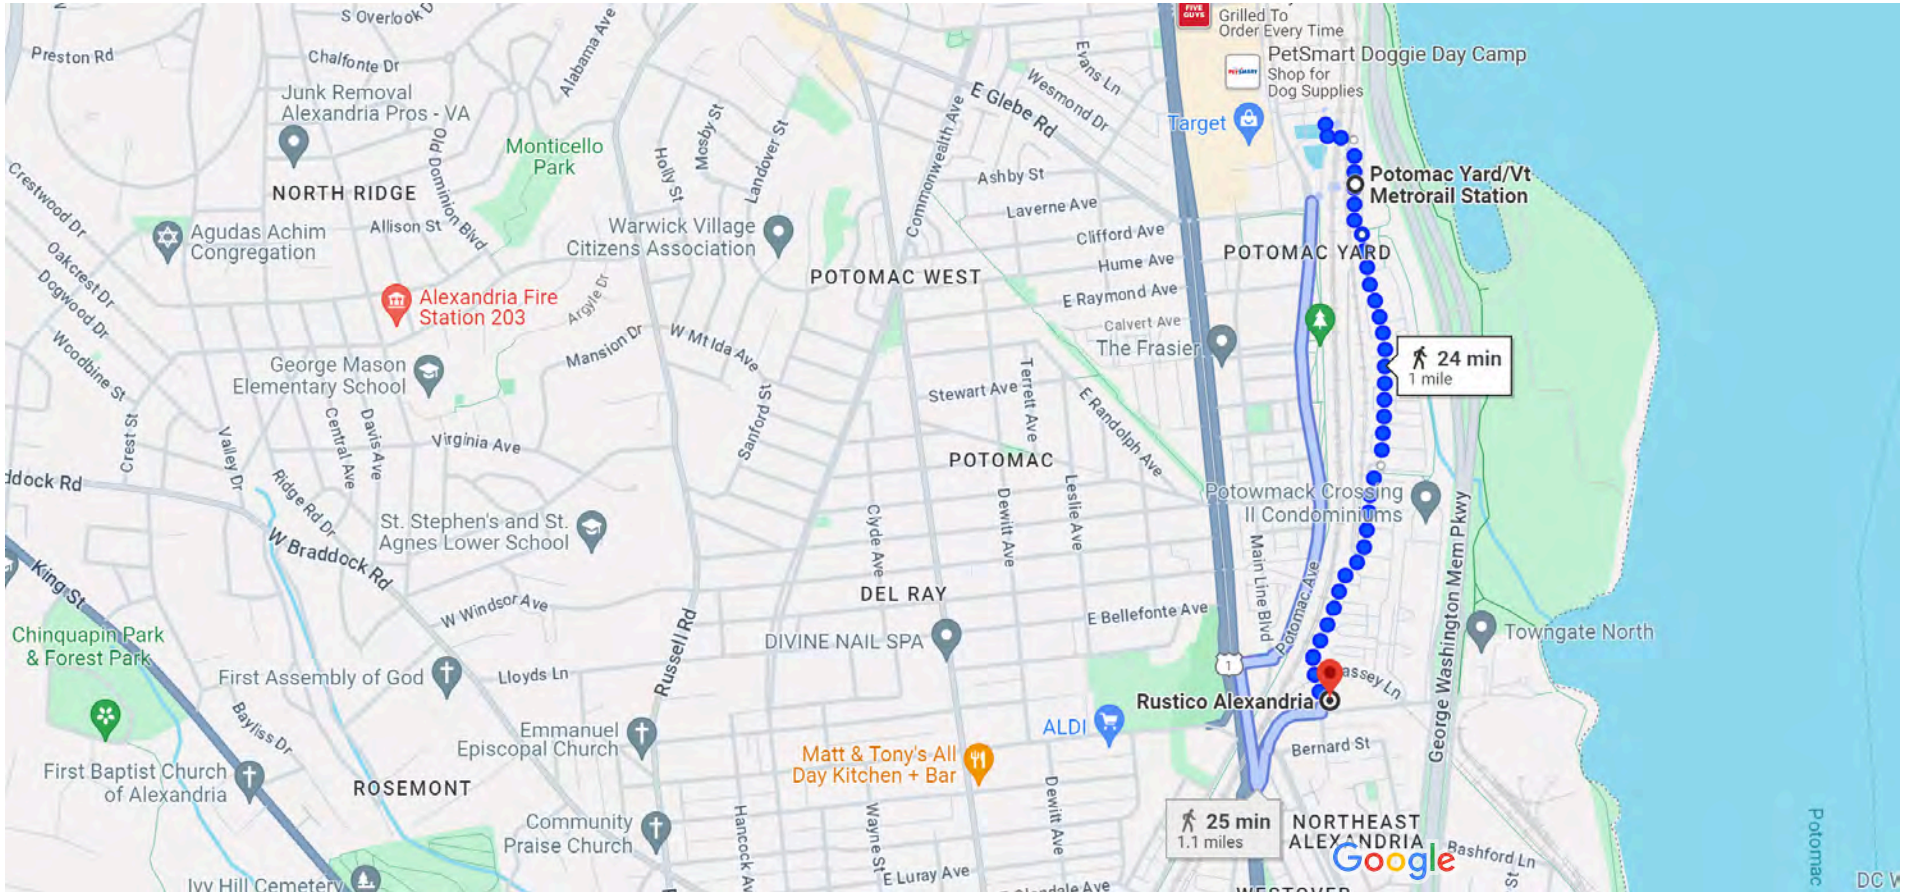 S Overlook D
Preston Rd
Chalfonte Dr
Alabama Ave
Junk Removal
Alexandria Pros - VA
Old Dominion Blvd
Monticello
Park
Mosby St
Holly St
Landover St
Commonwealth Ave
E Glebe Rd
Evans Ln
Wesmond Dr
FIVE
GUYS
Grilled To
Order Every Time
PetSmart Doggie Day Camp
PETSMART
Shop for
Dog Supplies
Target
Crestwood Dr
NORTH RIDGE
Allison St
Agudas Achim
Congregation
Warwick Village
Citizens Association
Ashby St
Laverne Ave
Clifford Ave
Hume Ave
E Raymond Ave
Calvert Ave
The Frasier
Potomac Yard/Vt
Metrorail Station
POTOMAC YARD
POTOMAC WEST
Oakcrest Dr
Dogwood Dr
Woodbine St
Alexandria Fire
Station 203
Argyle Dr
Mansion Dr
W Mt Ida Ave
George Mason
Elementary School
24 min
1 mile
Stewart Ave
Terrett Ave
E Randolph Ave
Sanford St
Crest St
Valley Dr
Central Ave
Davis Ave
Virginia Ave
POTOMAC
Leslie Ave
Dewitt Ave
Clyde Ave
ddock Rd
Ridge Rd Dr
W Braddock Rd
St. Stephen's and St.
Agnes Lower School
Potowmack Crossing
II Condominiums
Main Line Blvd
Potomac Ave
George Washington Mem Pkwy
King St
W Windsor Ave
DEL RAY
E Bellefonte Ave
DIVINE NAIL SPA
Towngate North
Chinquapin Park
& Forest Park
First Assembly of God
Lloyds Ln
Russell Rd
1
assey Ln
Rustico Alexandria
Bayliss Dr
Emmanuel
Episcopal Church
ALDI
Bernard St
Matt & Tony's All
Day Kitchen + Bar
First Baptist Church
of Alexandria
ROSEMONT
Community
Praise Church
Hancock Av
Wayne St
Dewitt Ave
25 min
1.1 miles
NORTHEAST
ALEXANDRIA
Google
Bashford Ln
St
Potomac
E Luray Ave
Glendale Ave
Ivy Hill Cemetery
WESTOVER
DC W